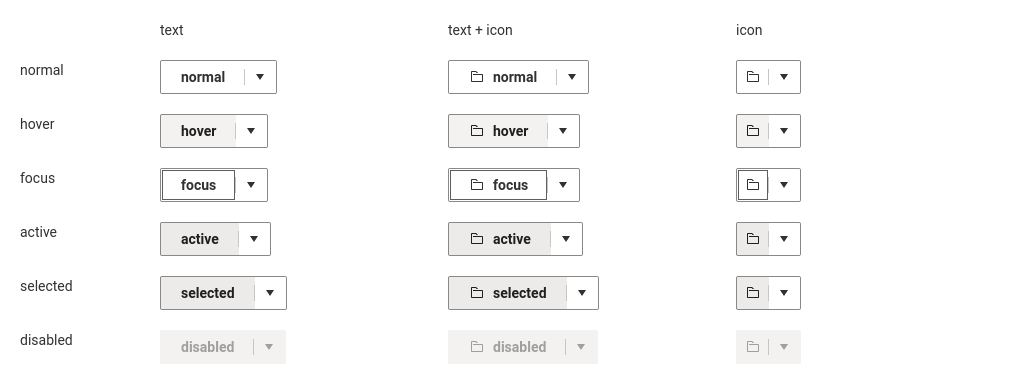 text text + icon icon
normal normal normal
hover hover hover
focus focus focus
active active active
selected selected selected
disabled disabled disabled